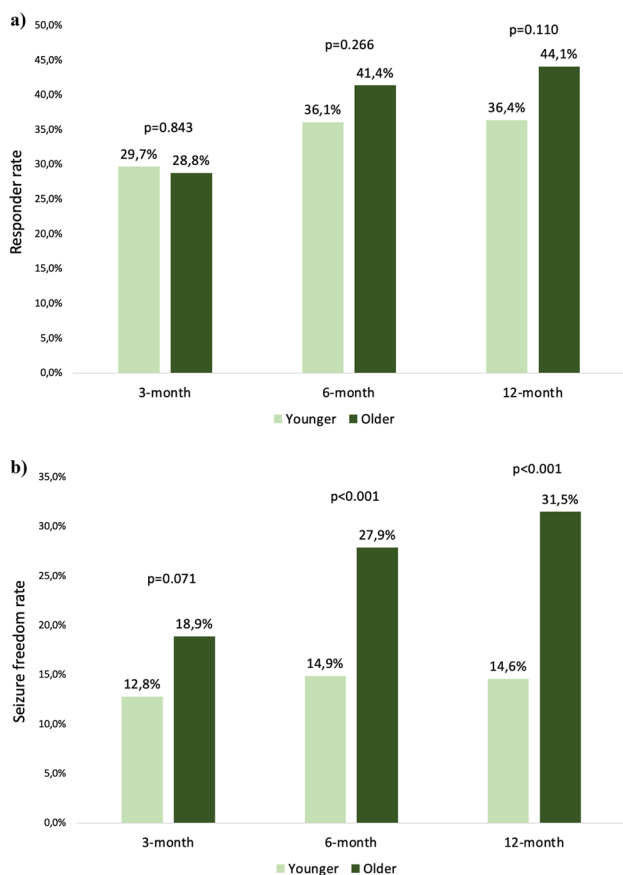 a)
50,0%
45,0%
40,0%
35,0%
30,0%
25,0%
20,0%
15,0%
10,0%
5,0%
0,0%
Responder rate
p=0.843
29,7% 28,8%
p=0.266
36,1% 41,4%
p=0.110
36,4% 44,1%
3-month 6-month 12-month
Younger Older
b)
35,0%
30,0%
25,0%
20,0%
15,0%
10,0%
5,0%
0,0%
Seizure freedom rate
p=0.071
12,8% 18,9%
p<0.001
14,9% 27,9%
p<0.001
14,6% 31,5%
3-month 6-month 12-month
Younger Older